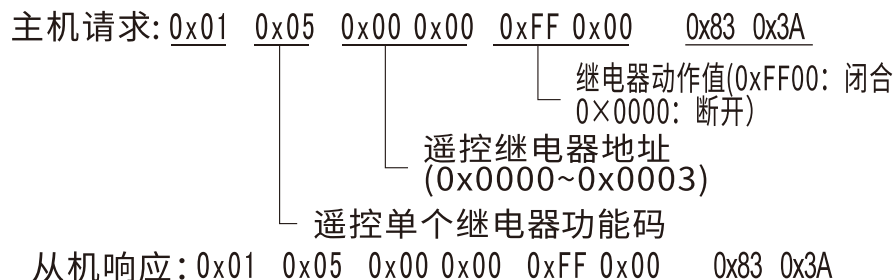 主机请求: 0x01 0x05 0x00 0x00 0xFF 0x00 0x83 0x3A
继电器动作值(0xFF00：闭合
0×0000：断开)
遥控继电器地址
(0x0000~0x0003)
遥控单个继电器功能码
从机响应: 0x01 0x05 0x00 0x00 0xFF 0x00 0x83 0x3A